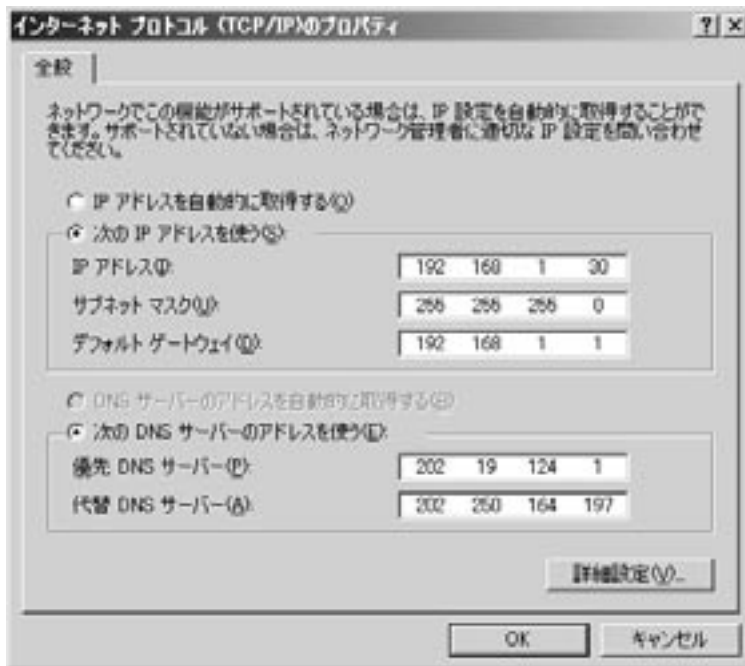 インターネット プロトコル (TCP/IP)のプロパティ
全般
ネットワークでこの機能がサポートされている場合は、IP 設定を自動的に取得することがで
きます。サポートされていない場合は、ネットワーク管理者に適切な IP 設定を問い合わせ
てください。
IP アドレスを自動的に取得する(O)
次の IP アドレスを使う(S):
IP アドレス(I): 192 168 1 30
サブネット マスク(U): 255 255 255 0
デフォルト ゲートウェイ(D): 192 168 1 1
DNS サーバーのアドレスを自動的に取得する(B)
次の DNS サーバーのアドレスを使う(E):
優先 DNS サーバー(P): 202 19 124 1
代替 DNS サーバー(A): 202 250 164 197
詳細設定(V)...
OK キャンセル